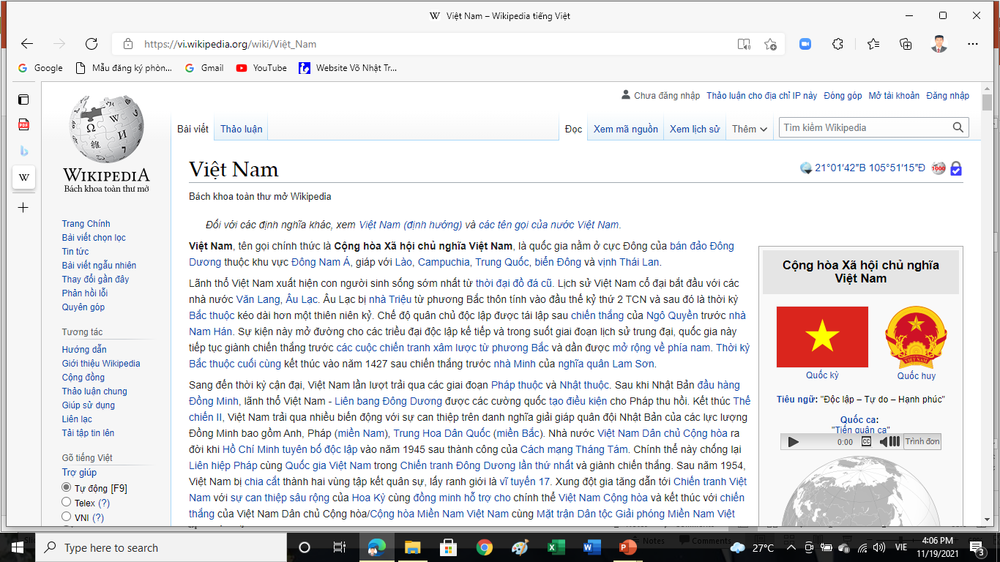 Việt Nam – Wikipedia tiếng Việt
https://vi.wikipedia.org/wiki/Việt_Nam
Google
Mẫu đăng ký phòn...
Gmail
YouTube
Website Võ Nhật Tr...
Chưa đăng nhập Thảo luận cho địa chỉ IP này Đóng góp Mở tài khoản Đăng nhập
Bài viết Thảo luận
Đọc Xem mã nguồn Xem lịch sử Thêm
Tìm kiếm Wikipedia
WIKIPEDIA
Bách khoa toàn thư mở
Trang Chính
Bài viết chọn lọc
Tin tức
Bài viết ngẫu nhiên
Thay đổi gần đây
Phản hồi lỗi
Quyên góp
Tương tác
Hướng dẫn
Giới thiệu Wikipedia
Cộng đồng
Thảo luận chung
Giúp sử dụng
Liên lạc
Tải tập tin lên
Gõ tiếng Việt
Trợ giúp
Tự động [F9]
Telex (?)
VNI (?)
Việt Nam
21°01′42″B 105°51′15″Đ
1000
Bách khoa toàn thư mở Wikipedia
Đối với các định nghĩa khác, xem Việt Nam (định hướng) và các tên gọi của nước Việt Nam.
Việt Nam, tên gọi chính thức là Cộng hòa Xã hội chủ nghĩa Việt Nam, là quốc gia nằm ở cực Đông của bán đảo Đông
Dương thuộc khu vực Đông Nam Á, giáp với Lào, Campuchia, Trung Quốc, biển Đông và vịnh Thái Lan.
Lãnh thổ Việt Nam xuất hiện con người sinh sống sớm nhất từ thời đại đồ đá cũ. Lịch sử Việt Nam cổ đại bắt đầu với các
nhà nước Văn Lang, Âu Lạc. Âu Lạc bị nhà Triệu từ phương Bắc thôn tính vào đầu thế kỷ thứ 2 TCN và sau đó là thời kỳ
Bắc thuộc kéo dài hơn một thiên niên kỷ. Chế độ quân chủ độc lập được tái lập sau chiến thắng của Ngô Quyền trước nhà
Nam Hán. Sự kiện này mở đường cho các triều đại độc lập kế tiếp và trong suốt giai đoạn lịch sử trung đại, quốc gia này
tiếp tục giành chiến thắng trước các cuộc chiến tranh xâm lược từ phương Bắc và dần được mở rộng về phía nam. Thời kỳ
Bắc thuộc cuối cùng kết thúc vào năm 1427 sau chiến thắng trước nhà Minh của nghĩa quân Lam Sơn.
Sang đến thời kỳ cận đại, Việt Nam lần lượt trải qua các giai đoạn Pháp thuộc và Nhật thuộc. Sau khi Nhật Bản đầu hàng
Đồng Minh, lãnh thổ Việt Nam - Liên bang Đông Dương được các cường quốc tạo điều kiện cho Pháp thu hồi. Kết thúc Thế
chiến II, Việt Nam trải qua nhiều biến động với sự can thiệp trên danh nghĩa giải giáp quân đội Nhật Bản của các lực lượng
Đồng Minh bao gồm Anh, Pháp (miền Nam), Trung Hoa Dân Quốc (miền Bắc). Nhà nước Việt Nam Dân chủ Cộng hòa ra
đời khi Hồ Chí Minh tuyên bố độc lập vào năm 1945 sau thành công của Cách mạng Tháng Tám. Chính thể này chống lại
Liên hiệp Pháp cùng Quốc gia Việt Nam trong Chiến tranh Đông Dương lần thứ nhất và giành chiến thắng. Sau năm 1954,
Việt Nam bị chia cắt thành hai vùng tập kết quân sự, lấy ranh giới là vĩ tuyến 17. Xung đột gia tăng dẫn tới Chiến tranh Việt
Nam với sự can thiệp sâu rộng của Hoa Kỳ cùng đồng minh hỗ trợ cho chính thể Việt Nam Cộng hòa và kết thúc với chiến
thắng của Việt Nam Dân chủ Cộng hòa/Cộng hòa Miền Nam Việt Nam cùng Mặt trận Dân tộc Giải phóng Miền Nam Việt
Cộng hòa Xã hội chủ nghĩa
Việt Nam
Quốc kỳ
Quốc huy
Tiêu ngữ: "Độc lập – Tự do – Hạnh phúc"
Quốc ca:
"Tiến quân ca"
0:00 CC Trình đơn
Notes Comments
Type here to search
27°C
VIE
4:06 PM
11/19/2021
3